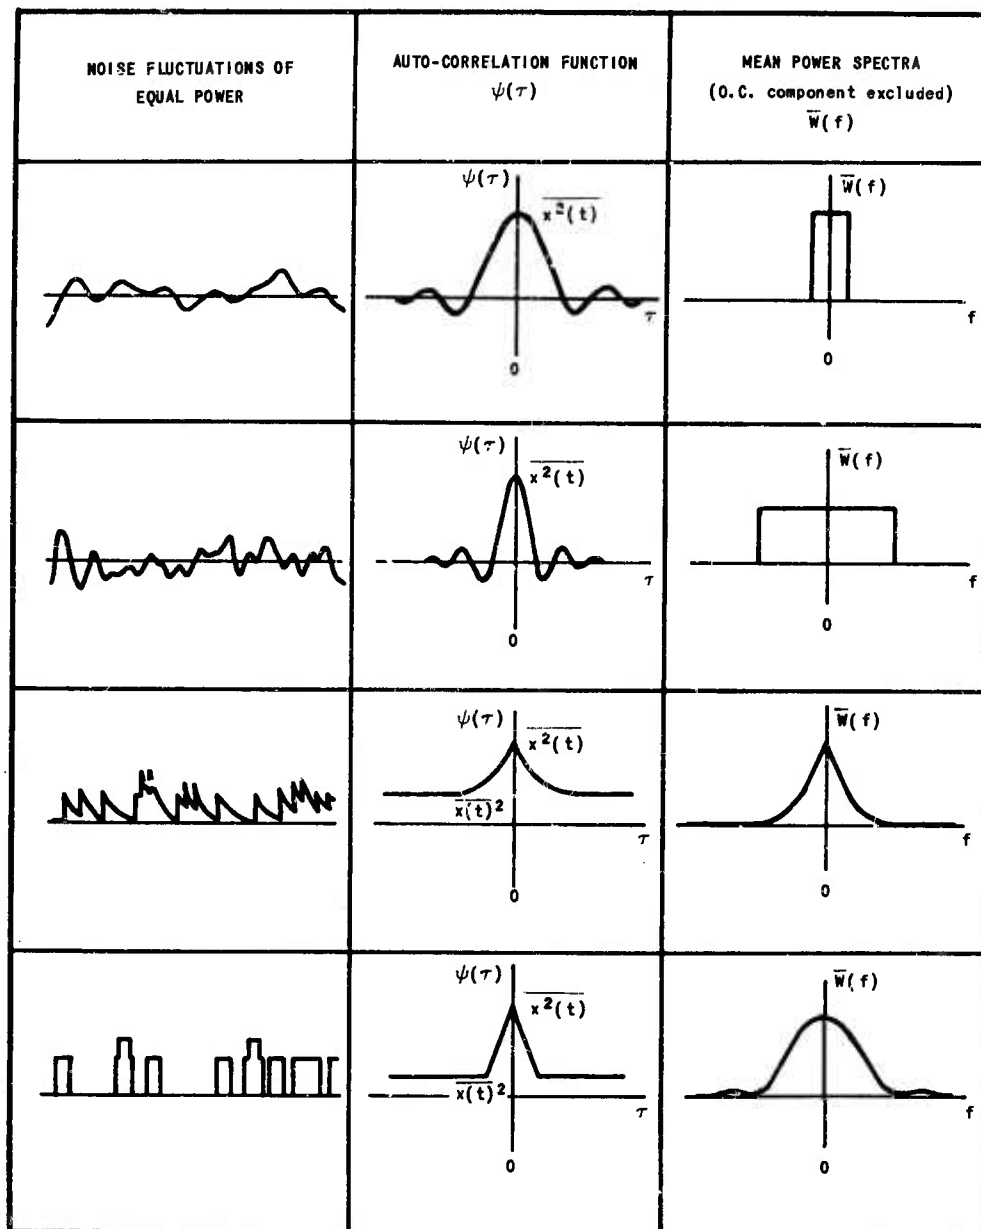 NOISE FLUCTUATIONS OF
EQUAL POWER
AUTO-CORRELATION FUNCTION
ψ(τ)
MEAN POWER SPECTRA
(O.C. component excluded)
W̅(f)
ψ(τ)
x²(t)
τ
0
W̅(f)
f
0
ψ(τ)
x²(t)
τ
0
W̅(f)
f
0
ψ(τ)
x²(t)
x(t)²
τ
0
W̅(f)
f
0
ψ(τ)
x²(t)
x(t)²
τ
0
W̅(f)
f
0